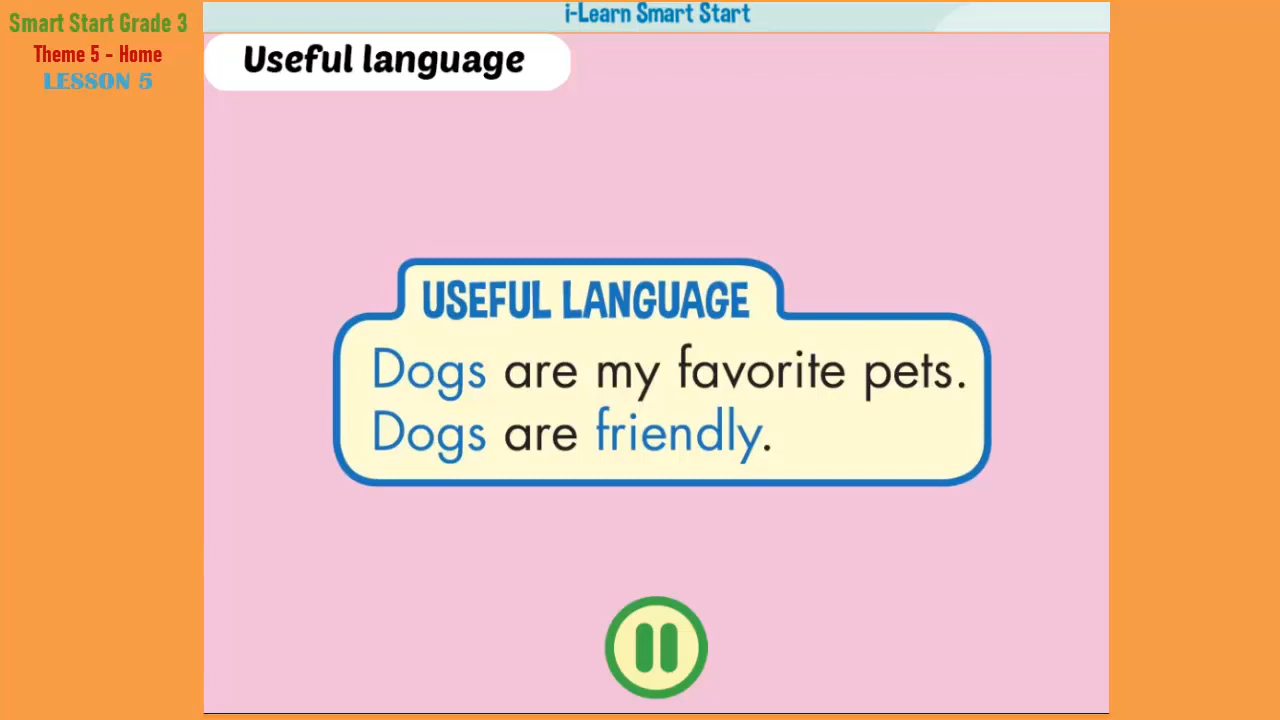 Smart Start Grade 3
Theme 5 - Home
LESSON 5
i-Learn Smart Start
Useful language
USEFUL LANGUAGE
Dogs are my favorite pets.
Dogs are friendly.